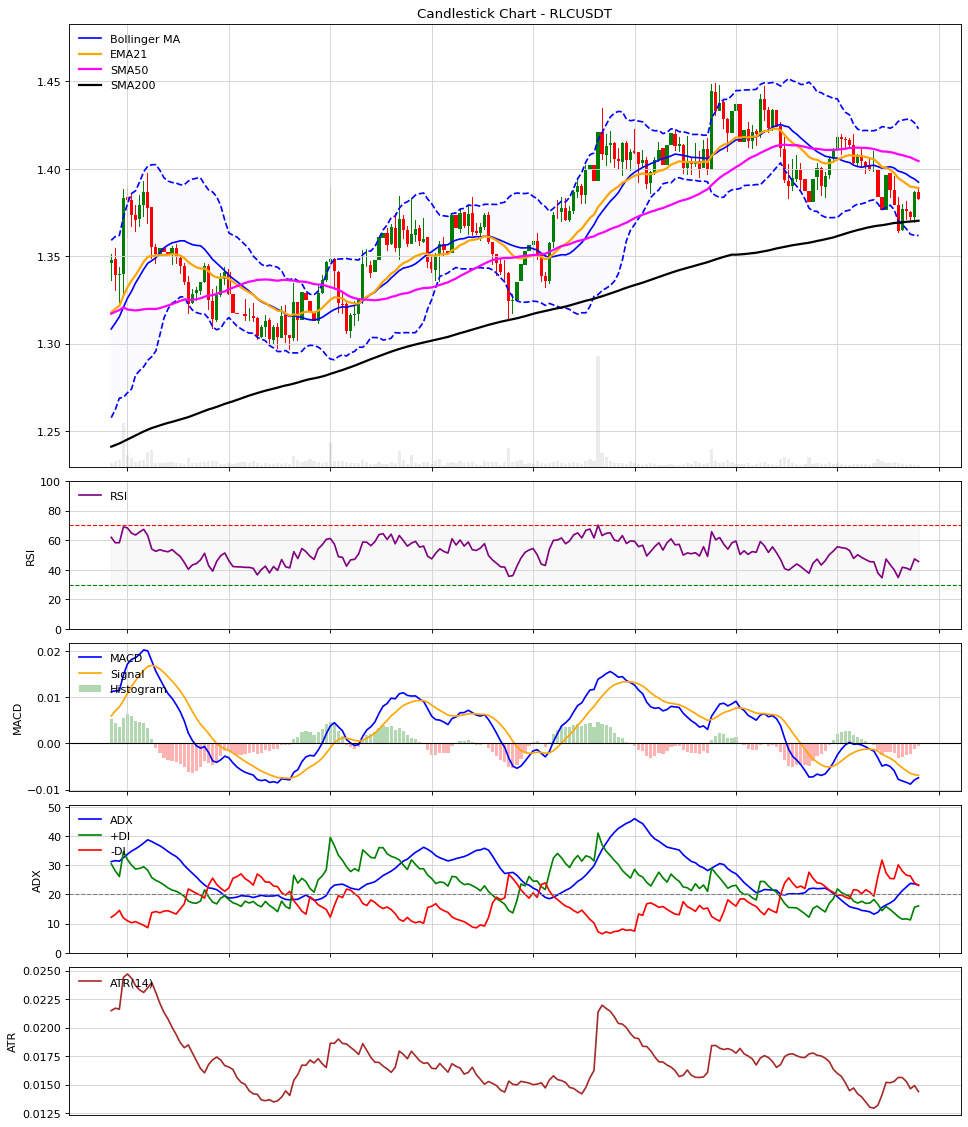 Candlestick Chart - RLCUSDT
Bollinger MA
EMA21
SMA50
SMA200
1.45
1.40
1.35
1.30
1.25
RSI
100
80
60
40
20
0
RSI
MACD
Signal
Histogram
0.02
0.01
0.00
−0.01
MACD
ADX
+DI
-DI
50
40
30
20
10
0
ADX
ATR(14)
0.0250
0.0225
0.0200
0.0175
0.0150
0.0125
ATR